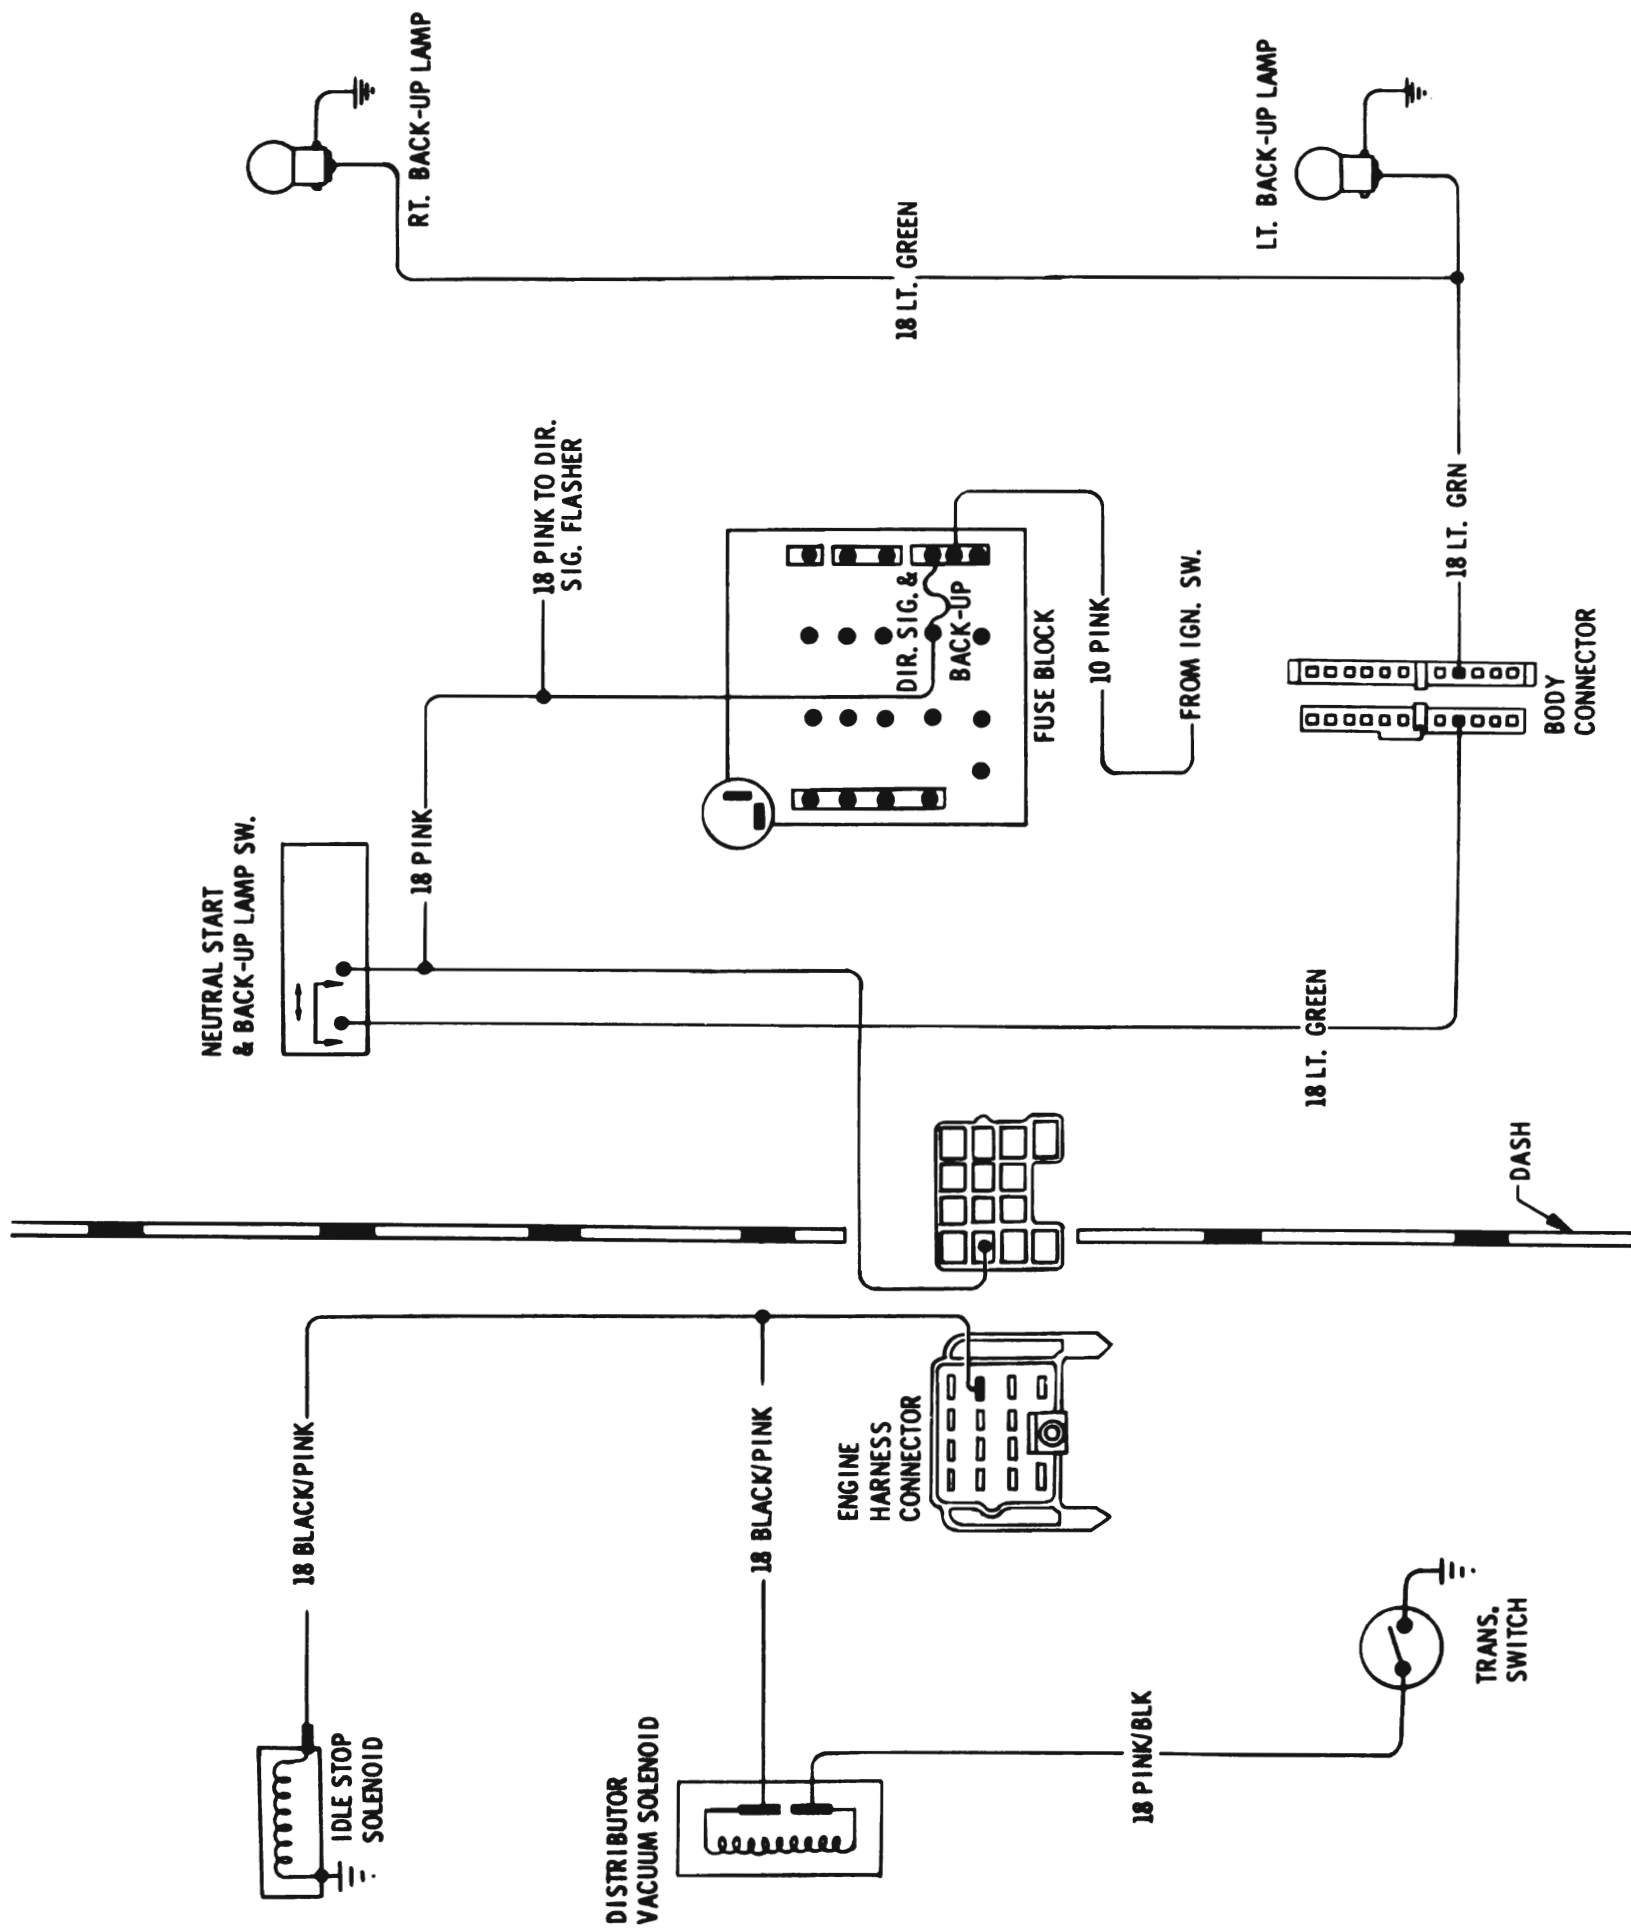 RT. BACK-UP LAMP
LT. BACK-UP LAMP
18 LT. GREEN
18 PINK TO DIR.
SIG. FLASHER
18 LT. GRN
DIR. SIG. &
BACK-UP
FUSE BLOCK
10 PINK
FROM IGN. SW.
BODY
CONNECTOR
18 PINK
NEUTRAL START
& BACK-UP LAMP SW.
18 LT. GREEN
DASH
18 BLACK/PINK
18 BLACK/PINK
ENGINE
HARNESS
CONNECTOR
IDLE STOP
SOLENOID
DISTRIBUTOR
VACUUM SOLENOID
18 PINK/BLK
TRANS.
SWITCH